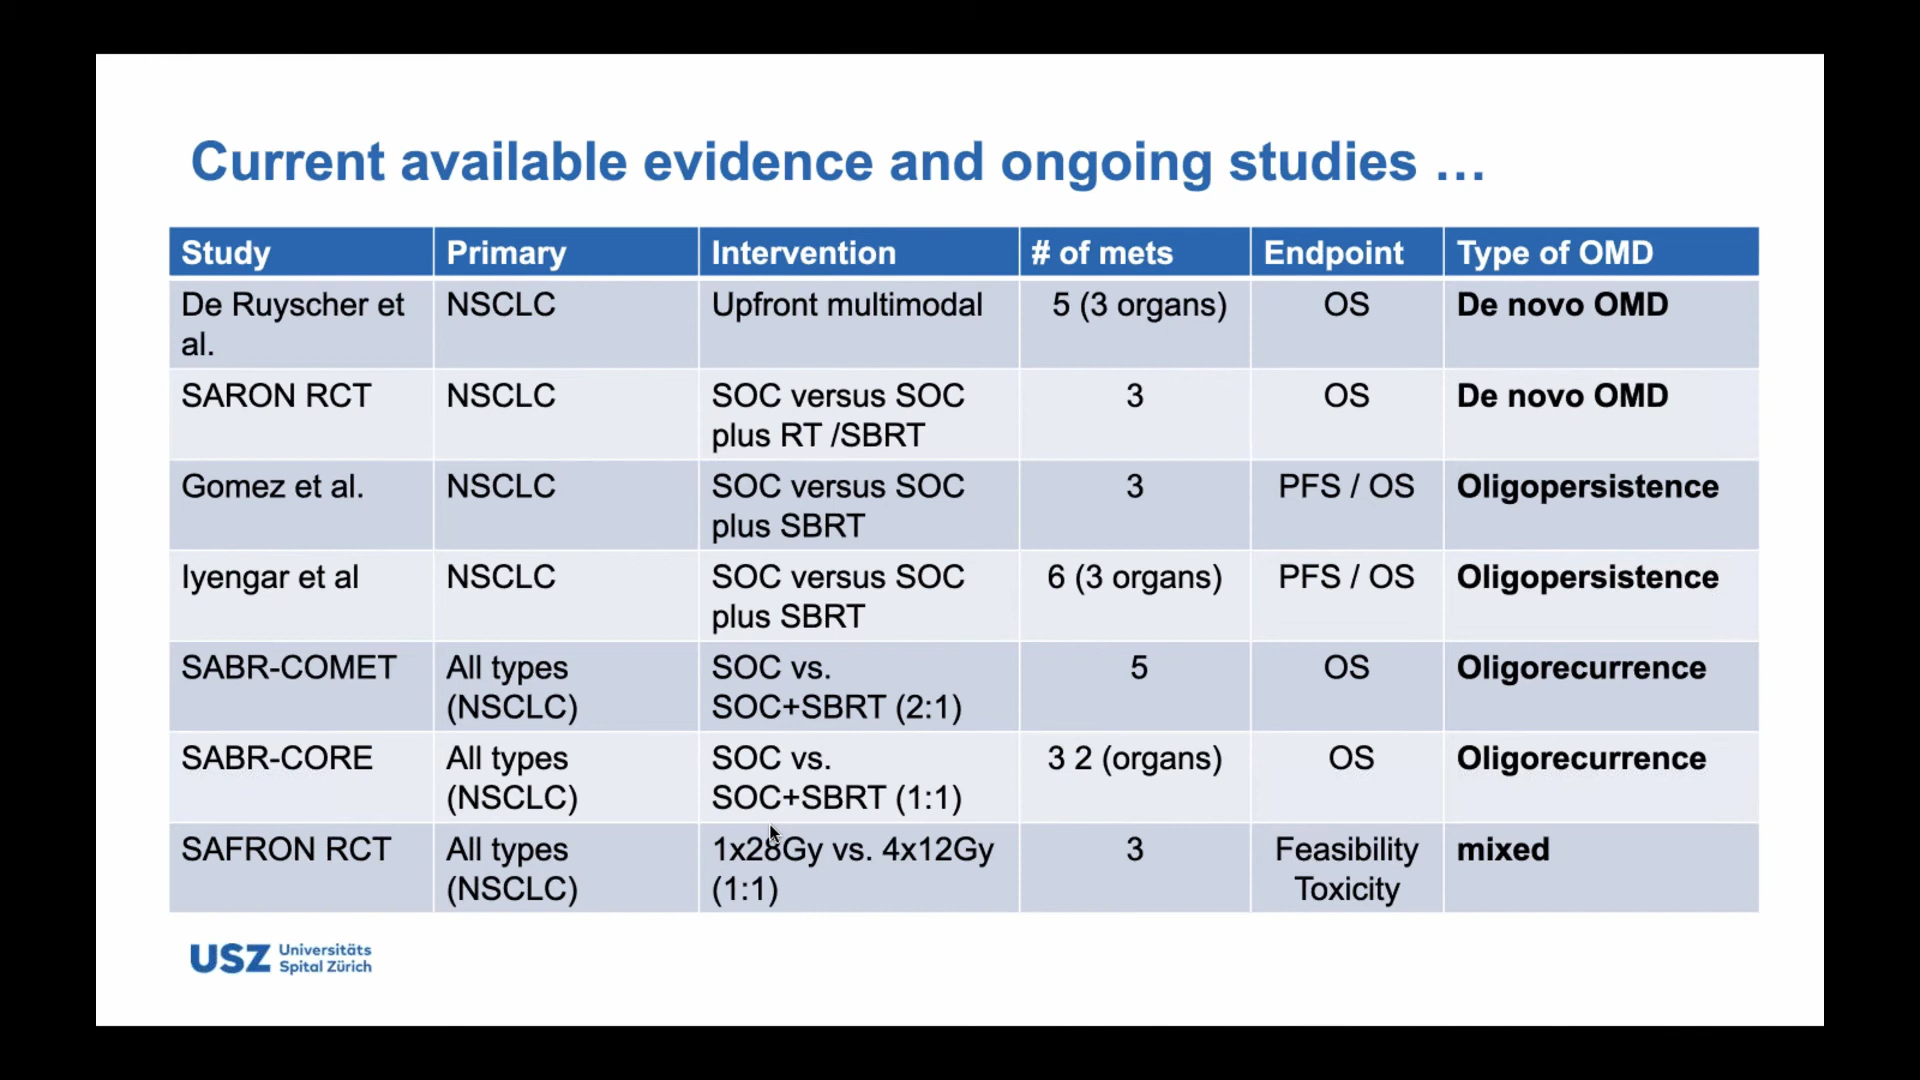 Current available evidence and ongoing studies …
Study Primary Intervention # of mets Endpoint Type of OMD
De Ruyscher et al. NSCLC Upfront multimodal 5 (3 organs) OS De novo OMD
SARON RCT NSCLC SOC versus SOC plus RT /SBRT 3 OS De novo OMD
Gomez et al. NSCLC SOC versus SOC plus SBRT 3 PFS / OS Oligopersistence
Iyengar et al NSCLC SOC versus SOC plus SBRT 6 (3 organs) PFS / OS Oligopersistence
SABR-COMET All types (NSCLC) SOC vs. SOC+SBRT (2:1) 5 OS Oligorecurrence
SABR-CORE All types (NSCLC) SOC vs. SOC+SBRT (1:1) 3 2 (organs) OS Oligorecurrence
SAFRON RCT All types (NSCLC) 1x28Gy vs. 4x12Gy (1:1) 3 Feasibility Toxicity mixed
USZ Universitäts
Spital Zürich